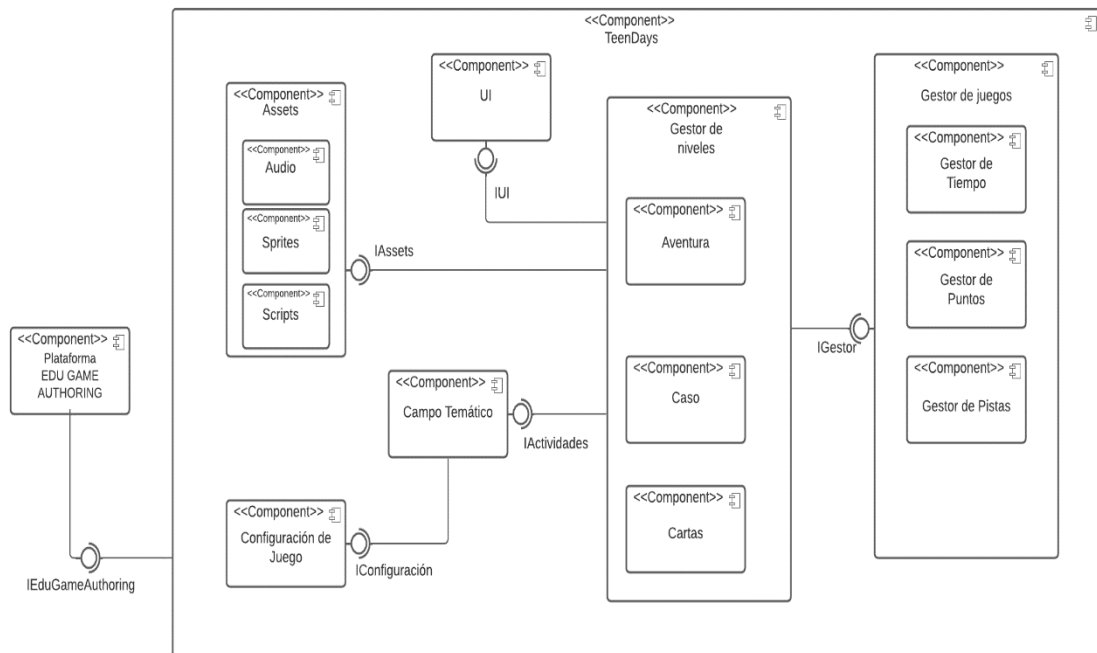 <<Component>>
TeenDays
<<Component>>
UI
IUI
<<Component>>
Assets
<<Component>>
Audio
<<Component>>
Sprites
<<Component>>
Scripts
IAssets
<<Component>>
Gestor de
niveles
<<Component>>
Aventura
<<Component>>
Caso
<<Component>>
Cartas
IGestor
<<Component>>
Gestor de juegos
<<Component>>
Gestor de
Tiempo
<<Component>>
Gestor de
Puntos
<<Component>>
Gestor de Pistas
<<Component>>
Plataforma
EDU GAME
AUTHORING
IEduGameAuthoring
<<Component>>
Campo Temático
IActividades
<<Component>>
Configuración de
Juego
IConfiguración